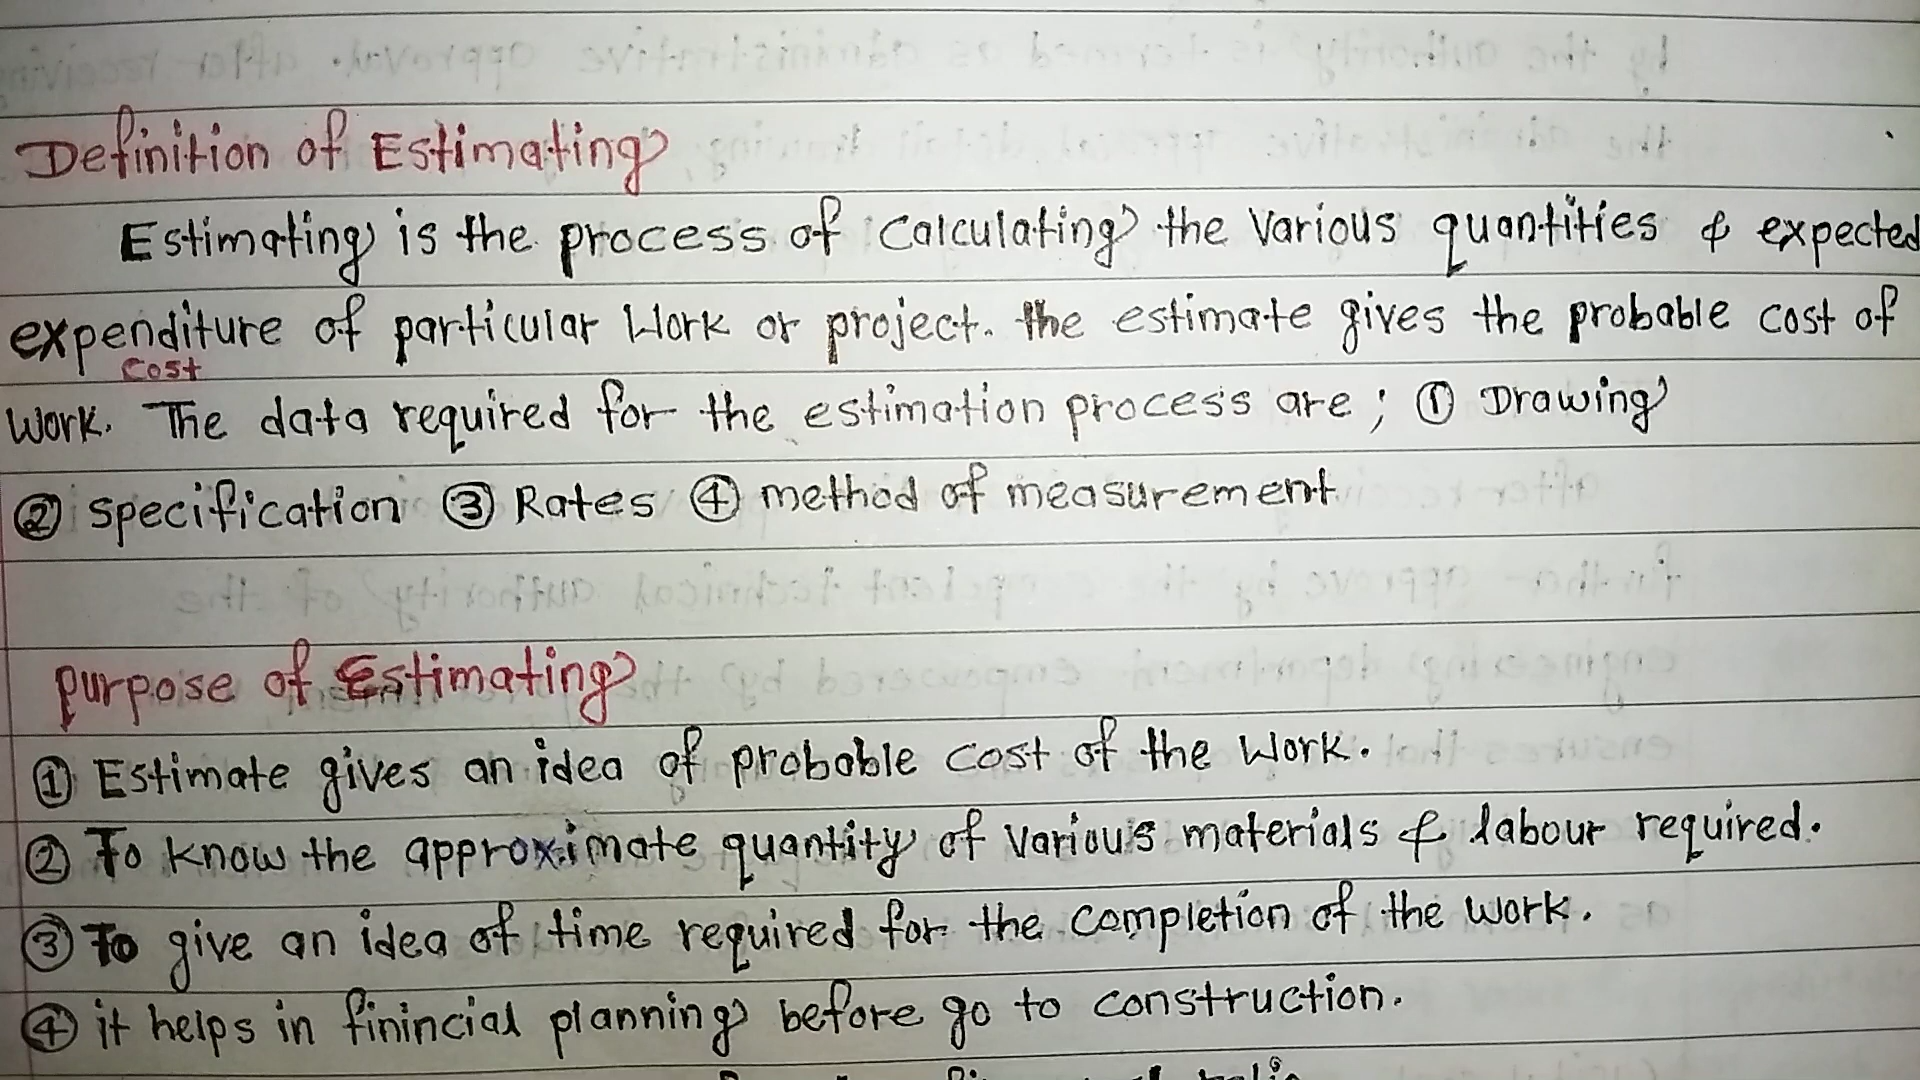 Definition of Estimating
Estimating is the process of calculating the various quantities & expected
expenditure of particular work or project. the estimate gives the probable cost of
cost
work. The data required for the estimation process are ; ① Drawing
② specification ③ Rates ④ method of measurement
purpose of Estimating
① Estimate gives an idea of probable cost of the work.
② To know the approximate quantity of various materials & labour required.
③ To give an idea of time required for the completion of the work.
④ it helps in finincial planning before go to construction.